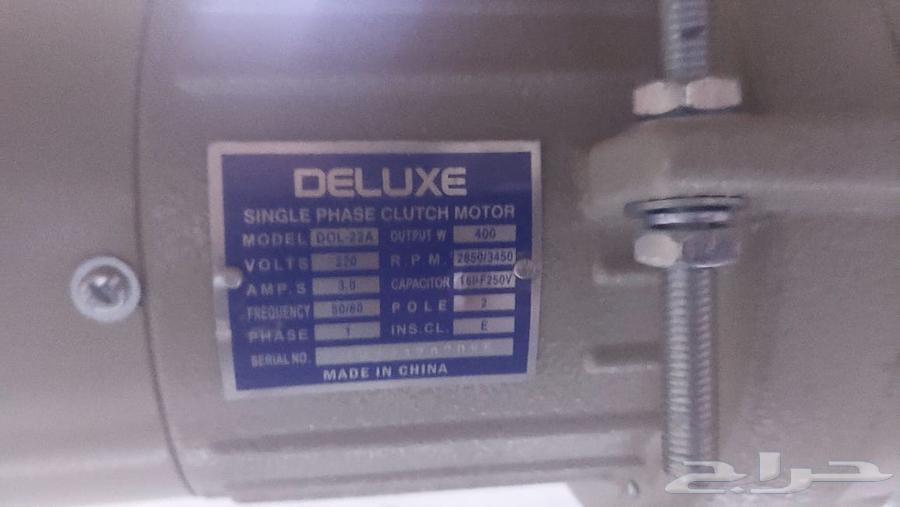 DELUXE
SINGLE PHASE CLUTCH MOTOR
MODEL DOL-22A OUTPUT W 400
VOLTS 220 R.P.M. 2850/3450
AMP.S 3.0 CAPACITOR 16UF250V
FREQUENCY 50/60 POLE 2
PHASE 1 INS.CL. E
SERIAL NO.
MADE IN CHINA
حراج